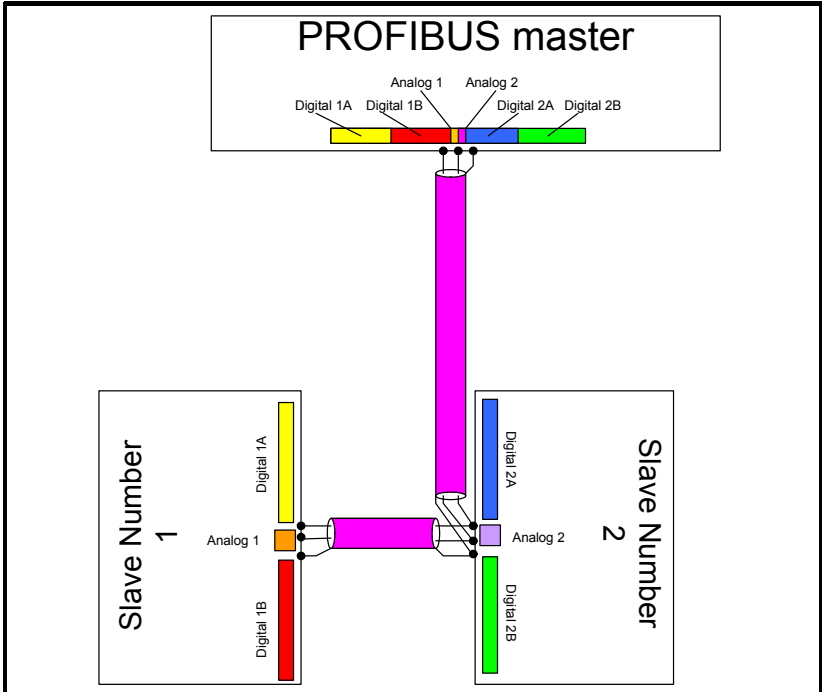 PROFIBUS master
Analog 1 Analog 2
Digital 1A Digital 1B Digital 2A Digital 2B
Slave Number
1
Digital 1A
Analog 1
Digital 1B
Digital 2A
Analog 2
Digital 2B
Slave Number
2